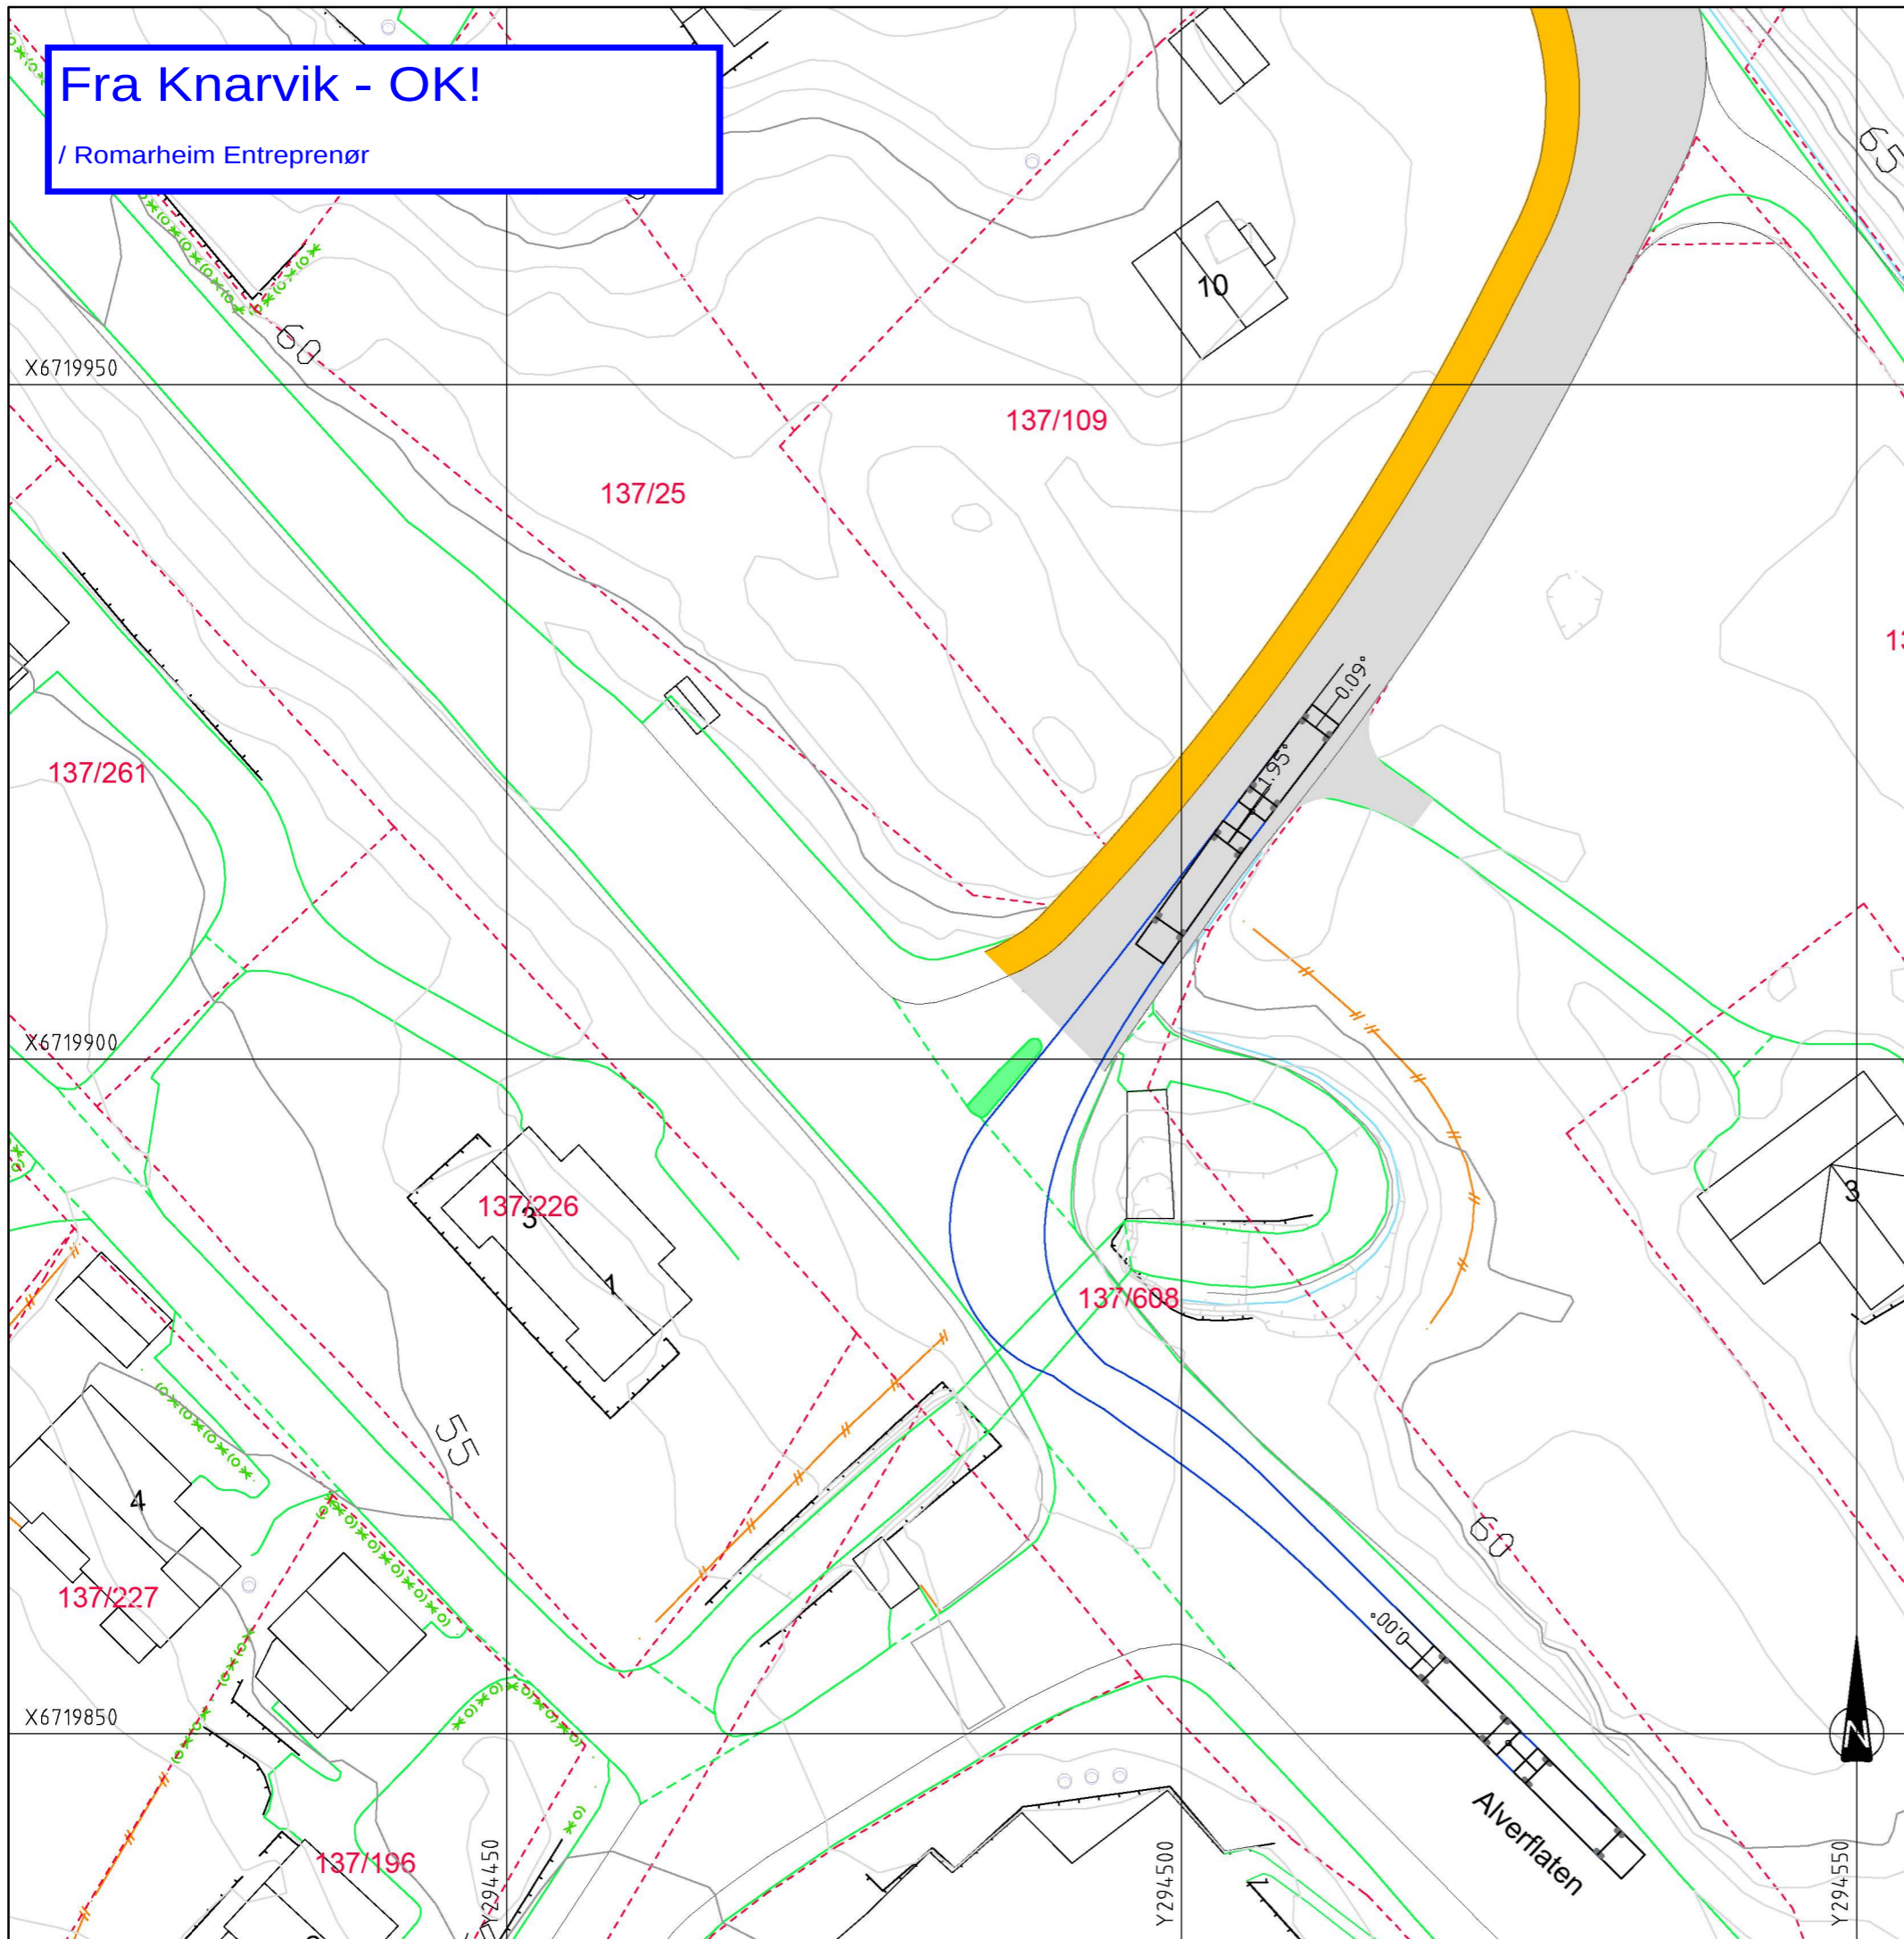 Fra Knarvik - OK!
/ Romarheim Entreprenør
65
10
60
X6719950
137/109
137/25
-0.09°
1.95°
137/261
X6719900
137/226
3
1
3
137/608
55
4
60
137/227
0.00°
X6719850
N
Alverflaten
137/196
Y294450
Y294500
Y294550